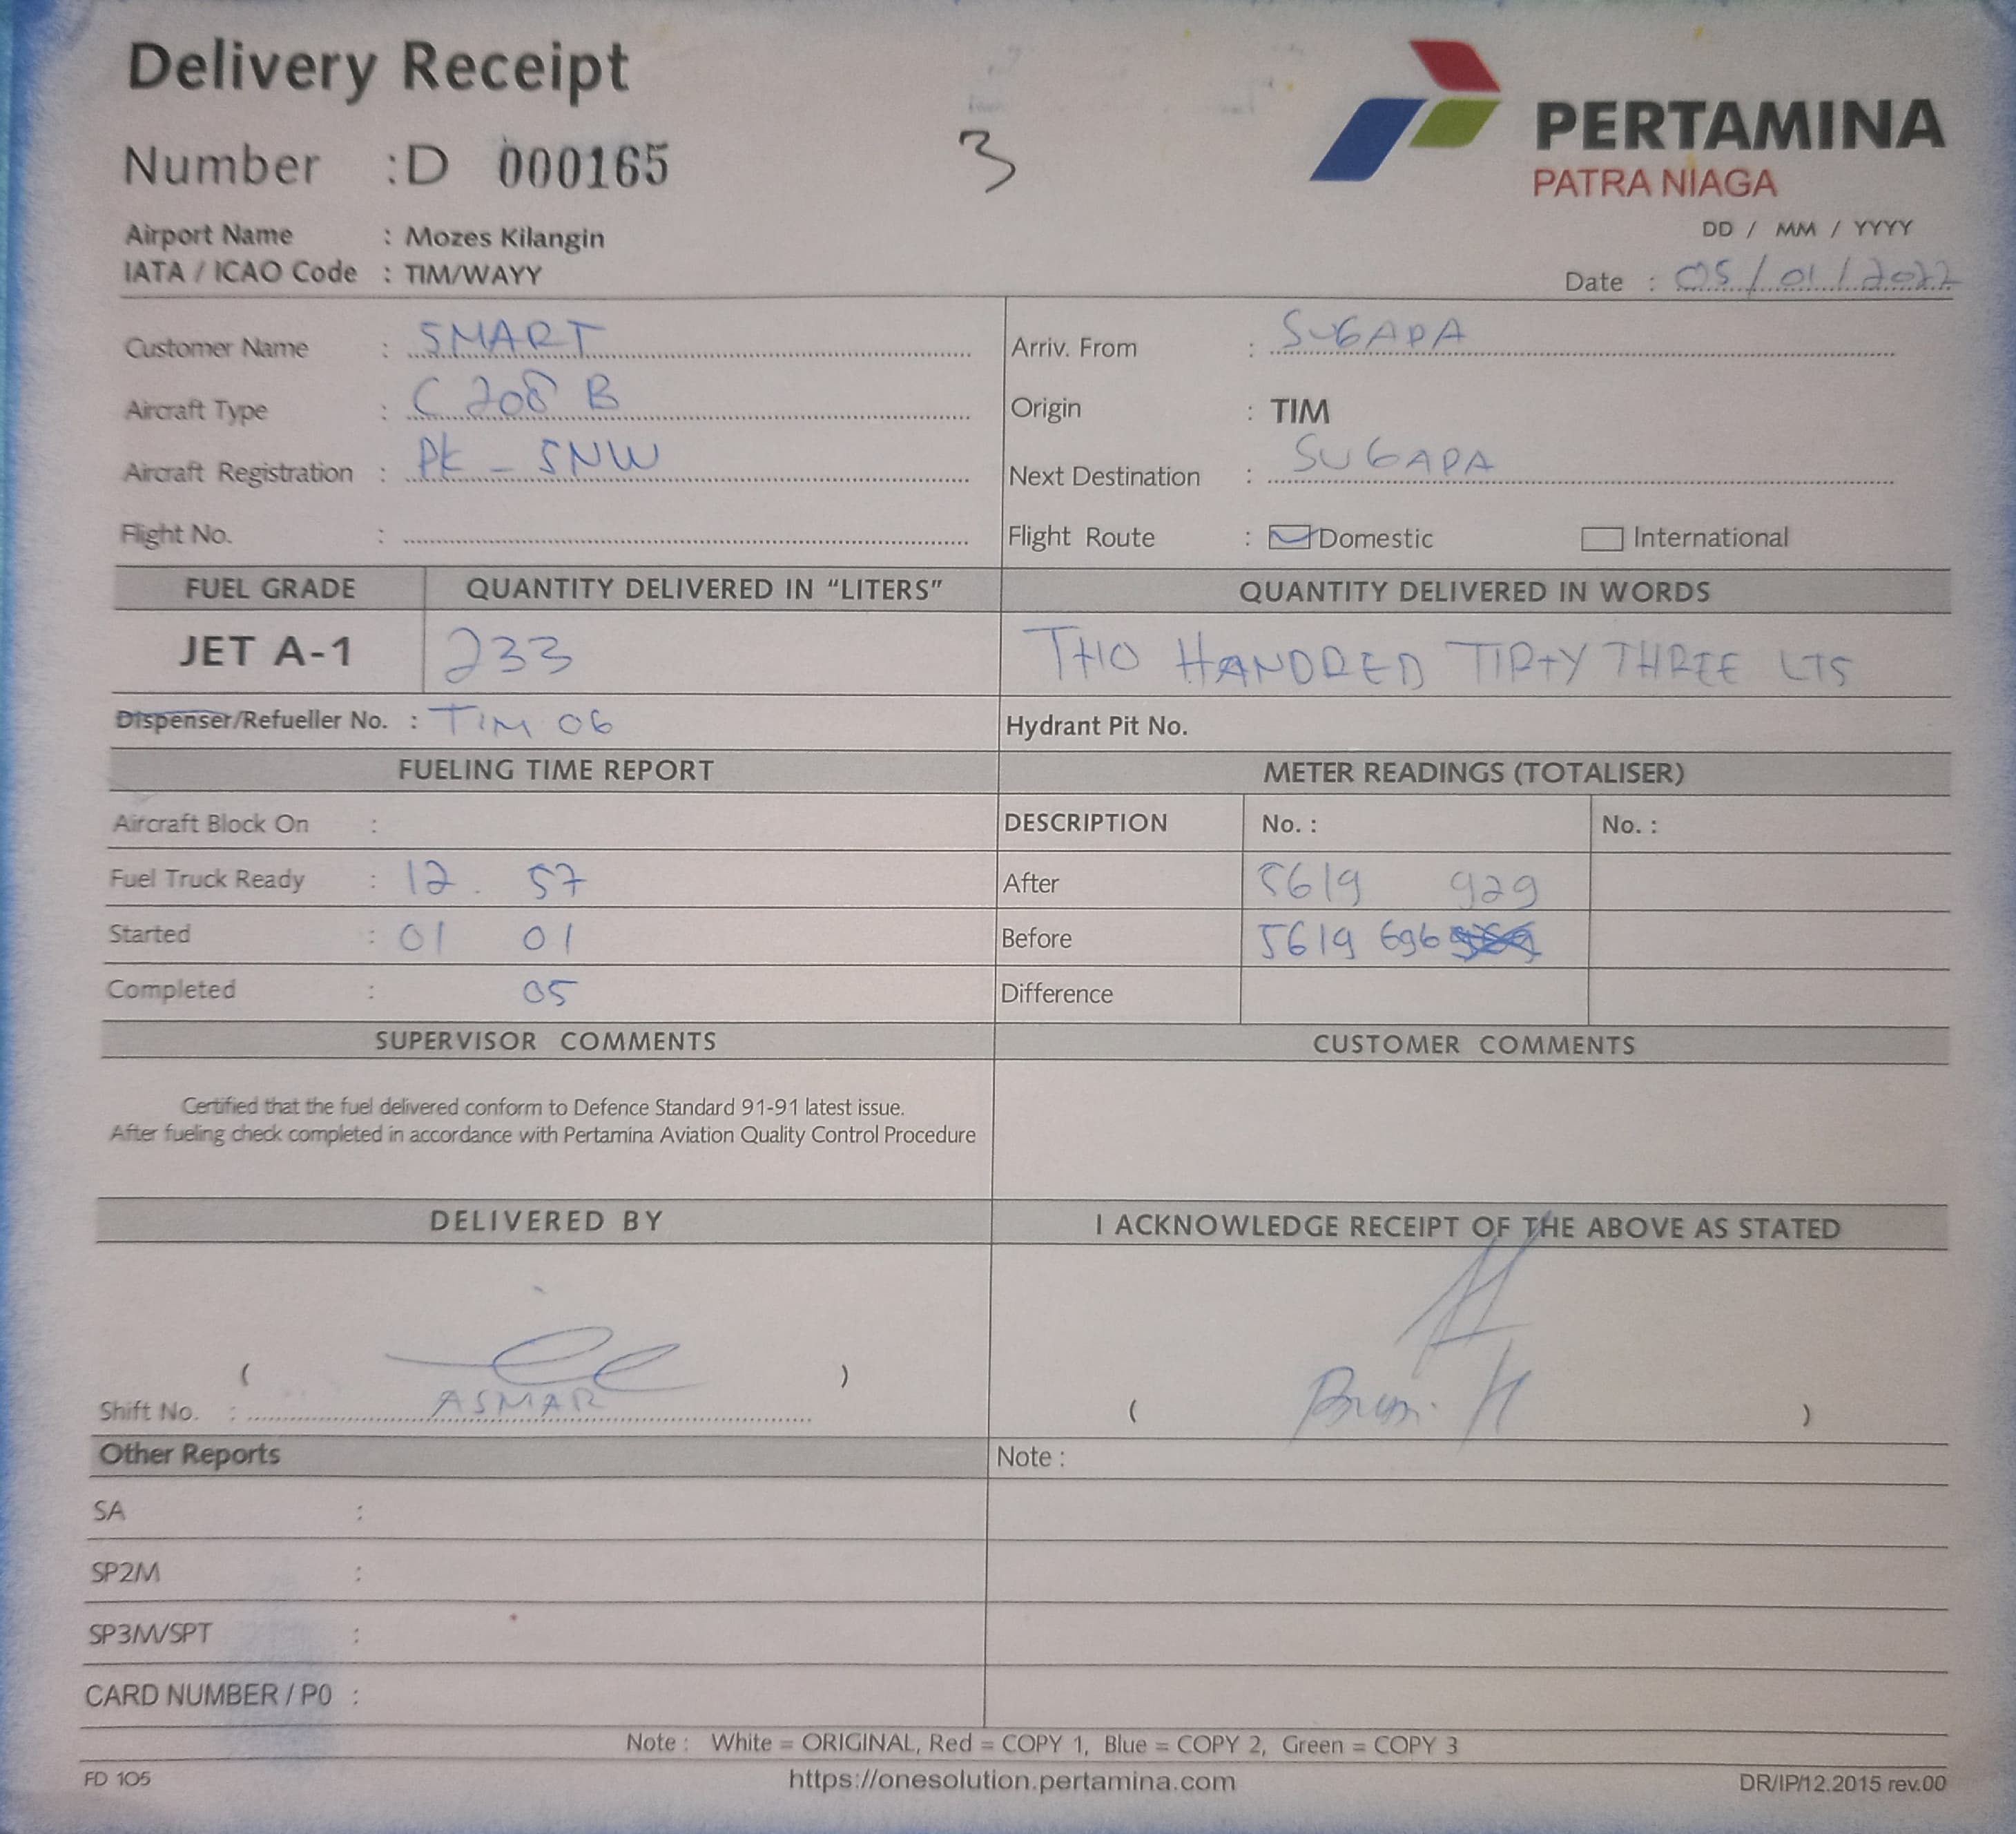 Delivery Receipt
Number :D 000165
3
PERTAMINA
PATRA NIAGA
Airport Name : Mozes Kilangin
IATA / ICAO Code : TIM/WAYY
DD / MM / YYYY
Date : 05/01/2022
Customer Name : SMART
Arriv. From : SUGAPA
Aircraft Type : C 208 B
Origin : TIM
Aircraft Registration : PK - SNW
Next Destination : SUGAPA
Flight No. :
Flight Route : Domestic International
FUEL GRADE QUANTITY DELIVERED IN “LITERS” QUANTITY DELIVERED IN WORDS
JET A-1 233 THO HANDRED TIRTY THREE LTS
Dispenser/Refueller No. : TIM 06 Hydrant Pit No.
FUELING TIME REPORT METER READINGS (TOTALISER)
Aircraft Block On : DESCRIPTION No. : No. :
Fuel Truck Ready : 12. 57 After 5619 929
Started : 01 01 Before 5619 696
Completed : 05 Difference
SUPERVISOR COMMENTS CUSTOMER COMMENTS
Certified that the fuel delivered conform to Defence Standard 91-91 latest issue.
After fueling check completed in accordance with Pertamina Aviation Quality Control Procedure
DELIVERED BY I ACKNOWLEDGE RECEIPT OF THE ABOVE AS STATED
( )
Shift No. : ASMAR
( )
Other Reports Note :
SA :
SP2M :
SP3M/SPT :
CARD NUMBER / P0 :
Note : White = ORIGINAL, Red = COPY 1, Blue = COPY 2, Green = COPY 3
FD 105 https://onesolution.pertamina.com DR/IP/12.2015 rev.00